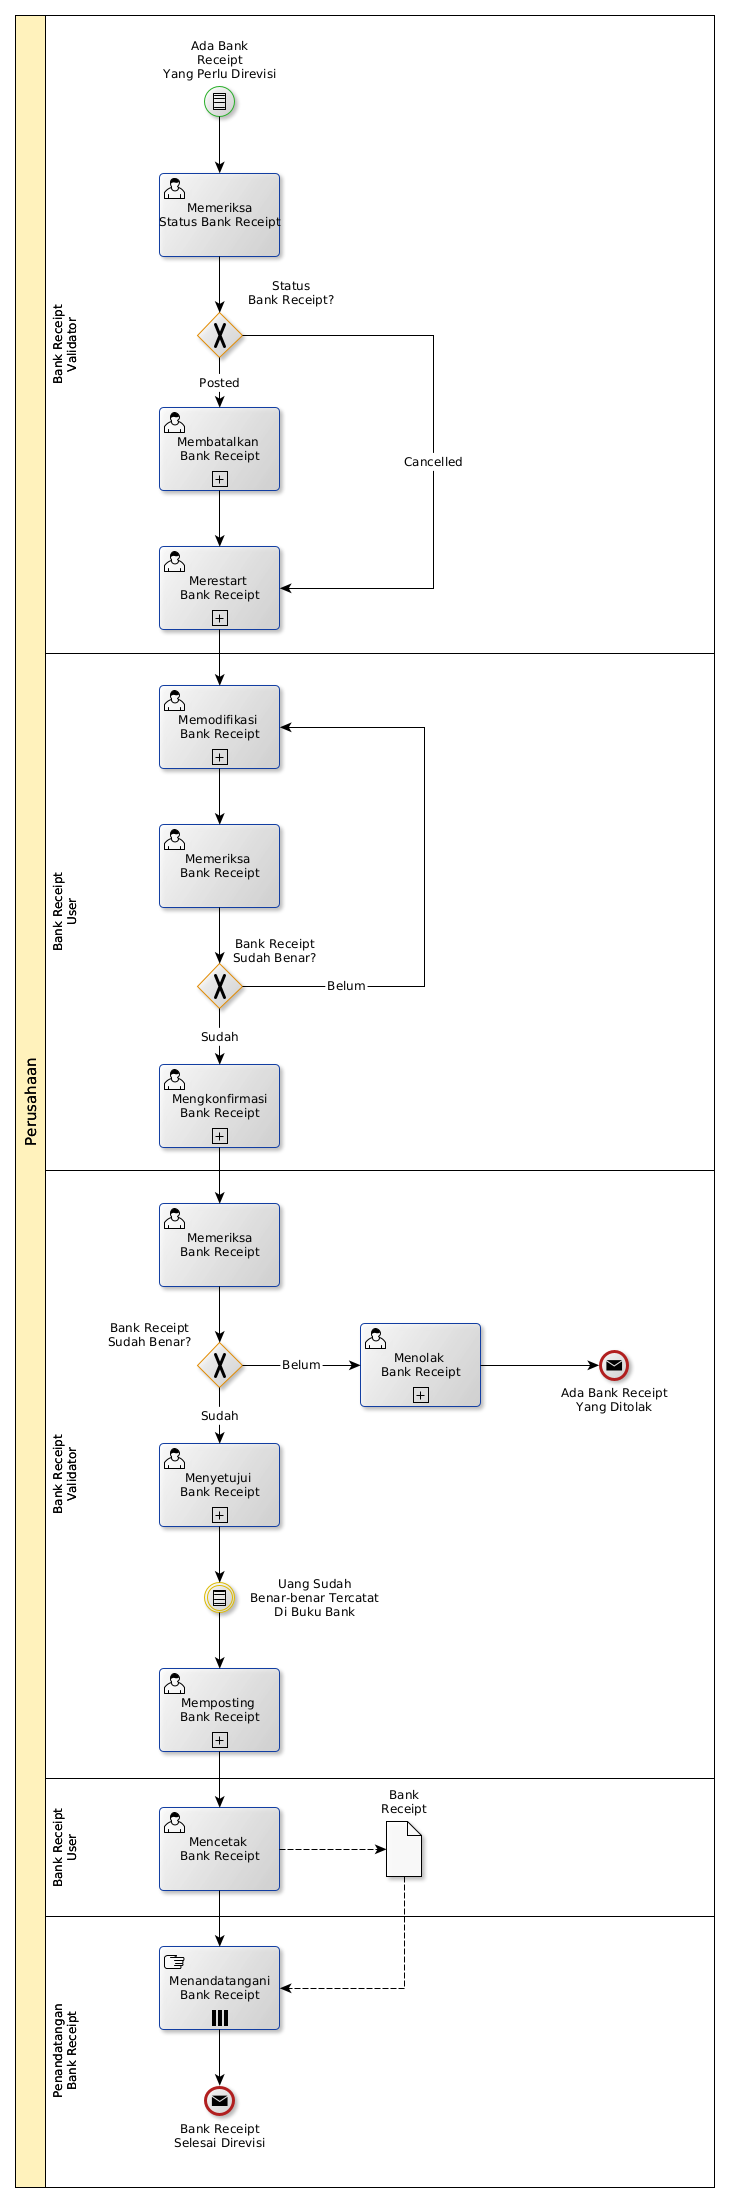 Perusahaan
Bank Receipt
Validator
Ada Bank
Receipt
Yang Perlu Direvisi
Memeriksa
Status Bank Receipt
Status
Bank Receipt?
Posted
Cancelled
Membatalkan
Bank Receipt
Merestart
Bank Receipt
Bank Receipt
User
Memodifikasi
Bank Receipt
Memeriksa
Bank Receipt
Bank Receipt
Sudah Benar?
Belum
Sudah
Mengkonfirmasi
Bank Receipt
Bank Receipt
Validator
Memeriksa
Bank Receipt
Bank Receipt
Sudah Benar?
Belum
Menolak
Bank Receipt
Ada Bank Receipt
Yang Ditolak
Sudah
Menyetujui
Bank Receipt
Uang Sudah
Benar-benar Tercatat
Di Buku Bank
Memposting
Bank Receipt
Bank Receipt
User
Mencetak
Bank Receipt
Bank
Receipt
Penandatangan
Bank Receipt
Menandatangani
Bank Receipt
Bank Receipt
Selesai Direvisi